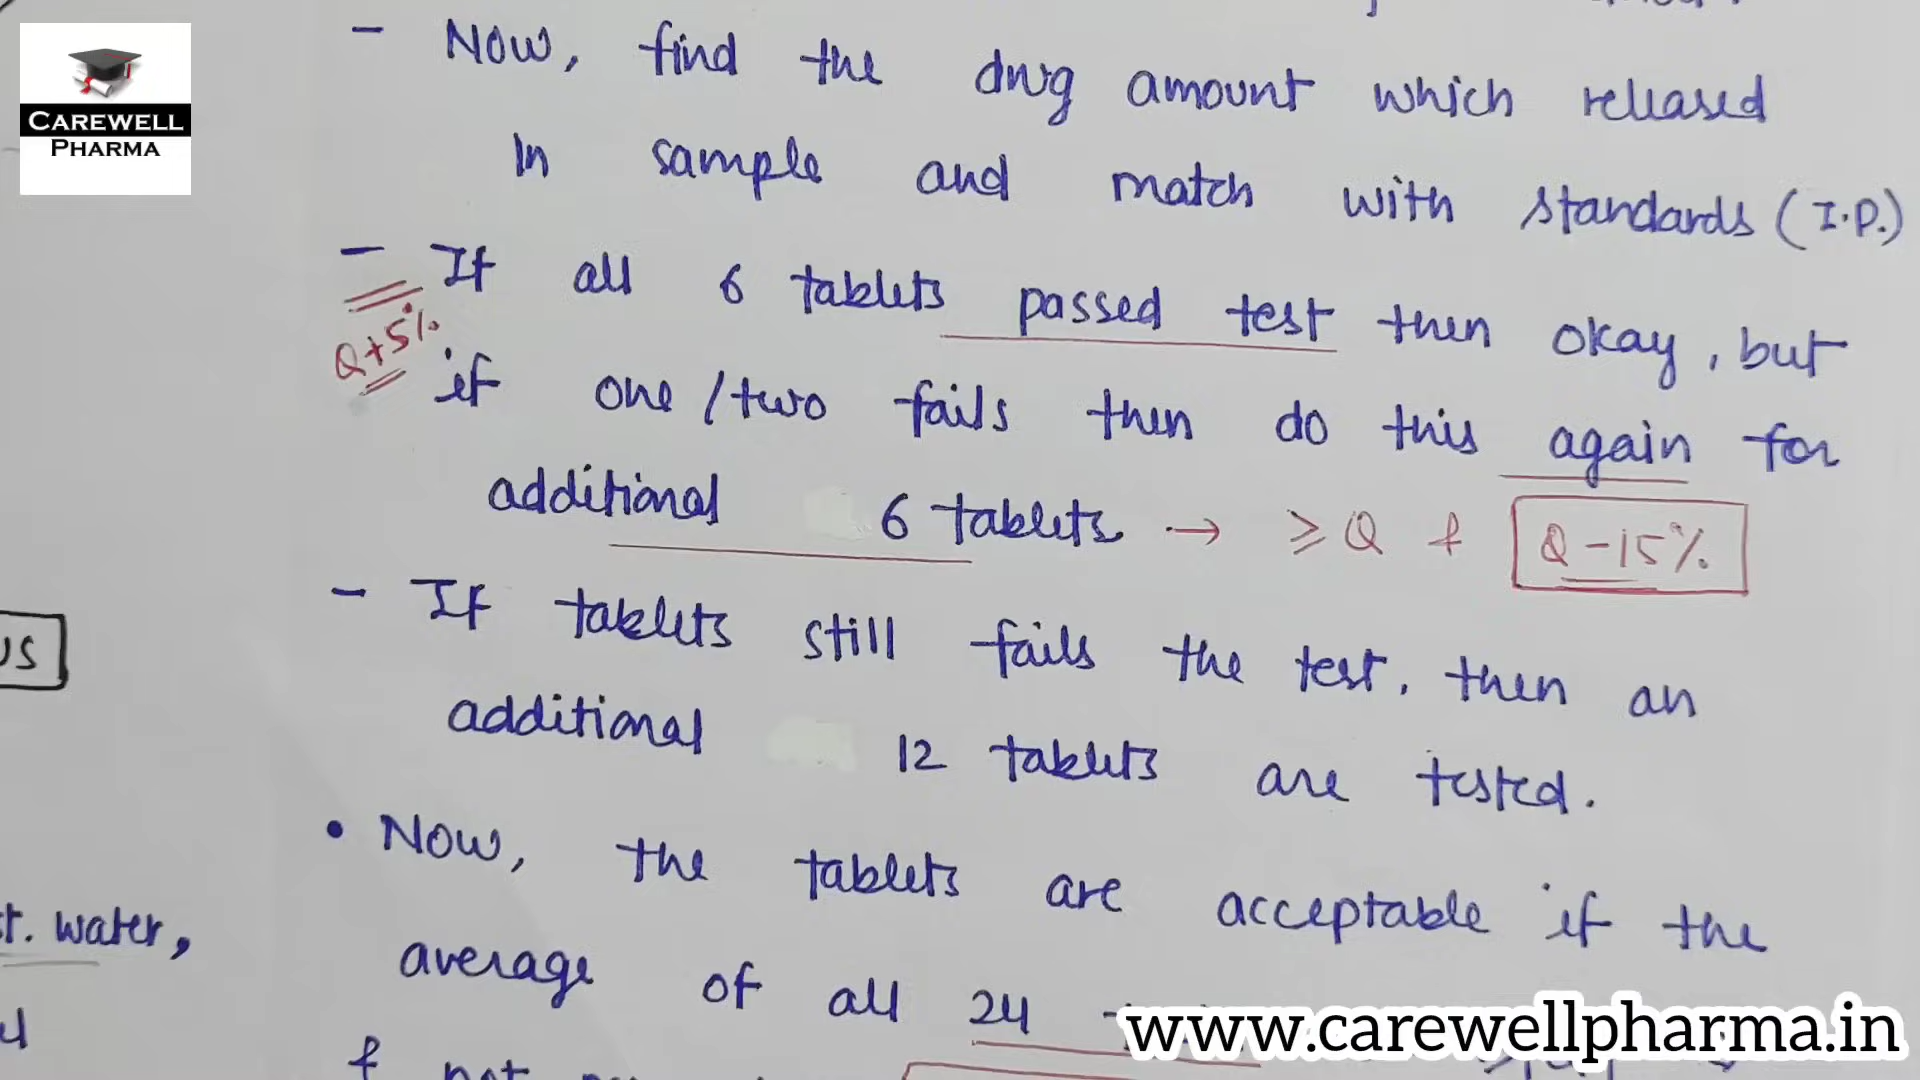 CAREWELL
PHARMA
- Now, find the drug amount which released
In sample and match with standards (I.P.)
- If all 6 tablets passed test then okay, but
Q+5%
if one/two fails then do this again for
additional 6 tablets → ≥Q & Q-15%
- If tablets still fails the test, then an
additional 12 tablets are tested.
• Now, the tablets are acceptable if the
average of all 24
& not
US
t. water,
www.carewellpharma.in